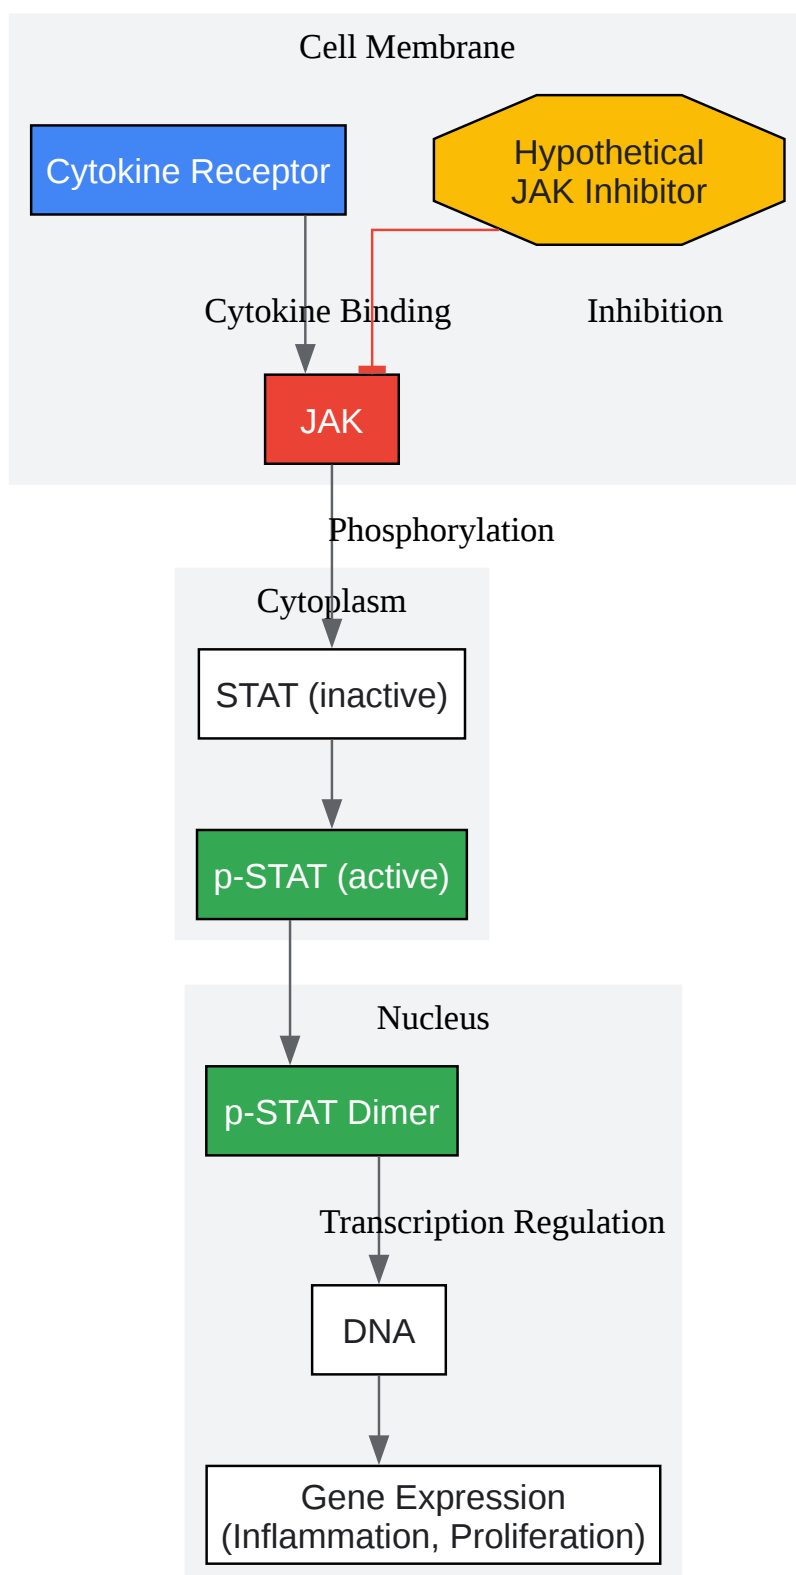 Cell Membrane
Cytokine Receptor
Hypothetical
JAK Inhibitor
Cytokine Binding
Inhibition
JAK
Phosphorylation
Cytoplasm
STAT (inactive)
p-STAT (active)
Nucleus
p-STAT Dimer
Transcription Regulation
DNA
Gene Expression
(Inflammation, Proliferation)